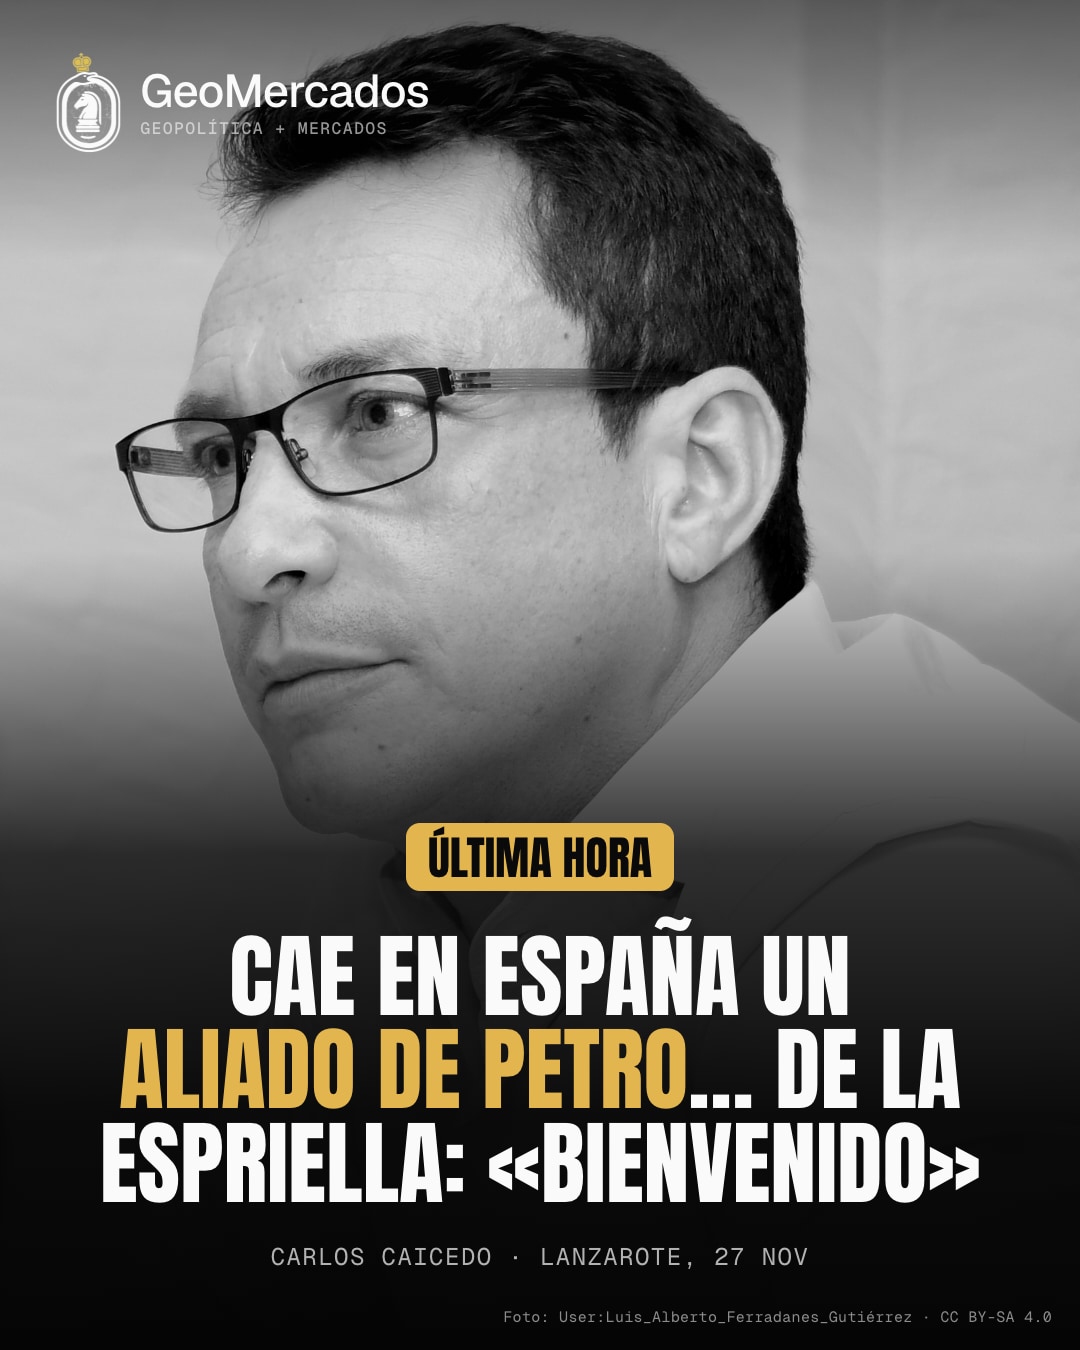 GeoMercados
GEOPOLÍTICA + MERCADOS
ÚLTIMA HORA
CAE EN ESPAÑA UN
ALIADO DE PETRO... DE LA
ESPRIELLA: «BIENVENIDO»
CARLOS CAICEDO · LANZAROTE, 27 NOV
Foto: User:Luis_Alberto_Ferradanes_Gutiérrez · CC BY-SA 4.0